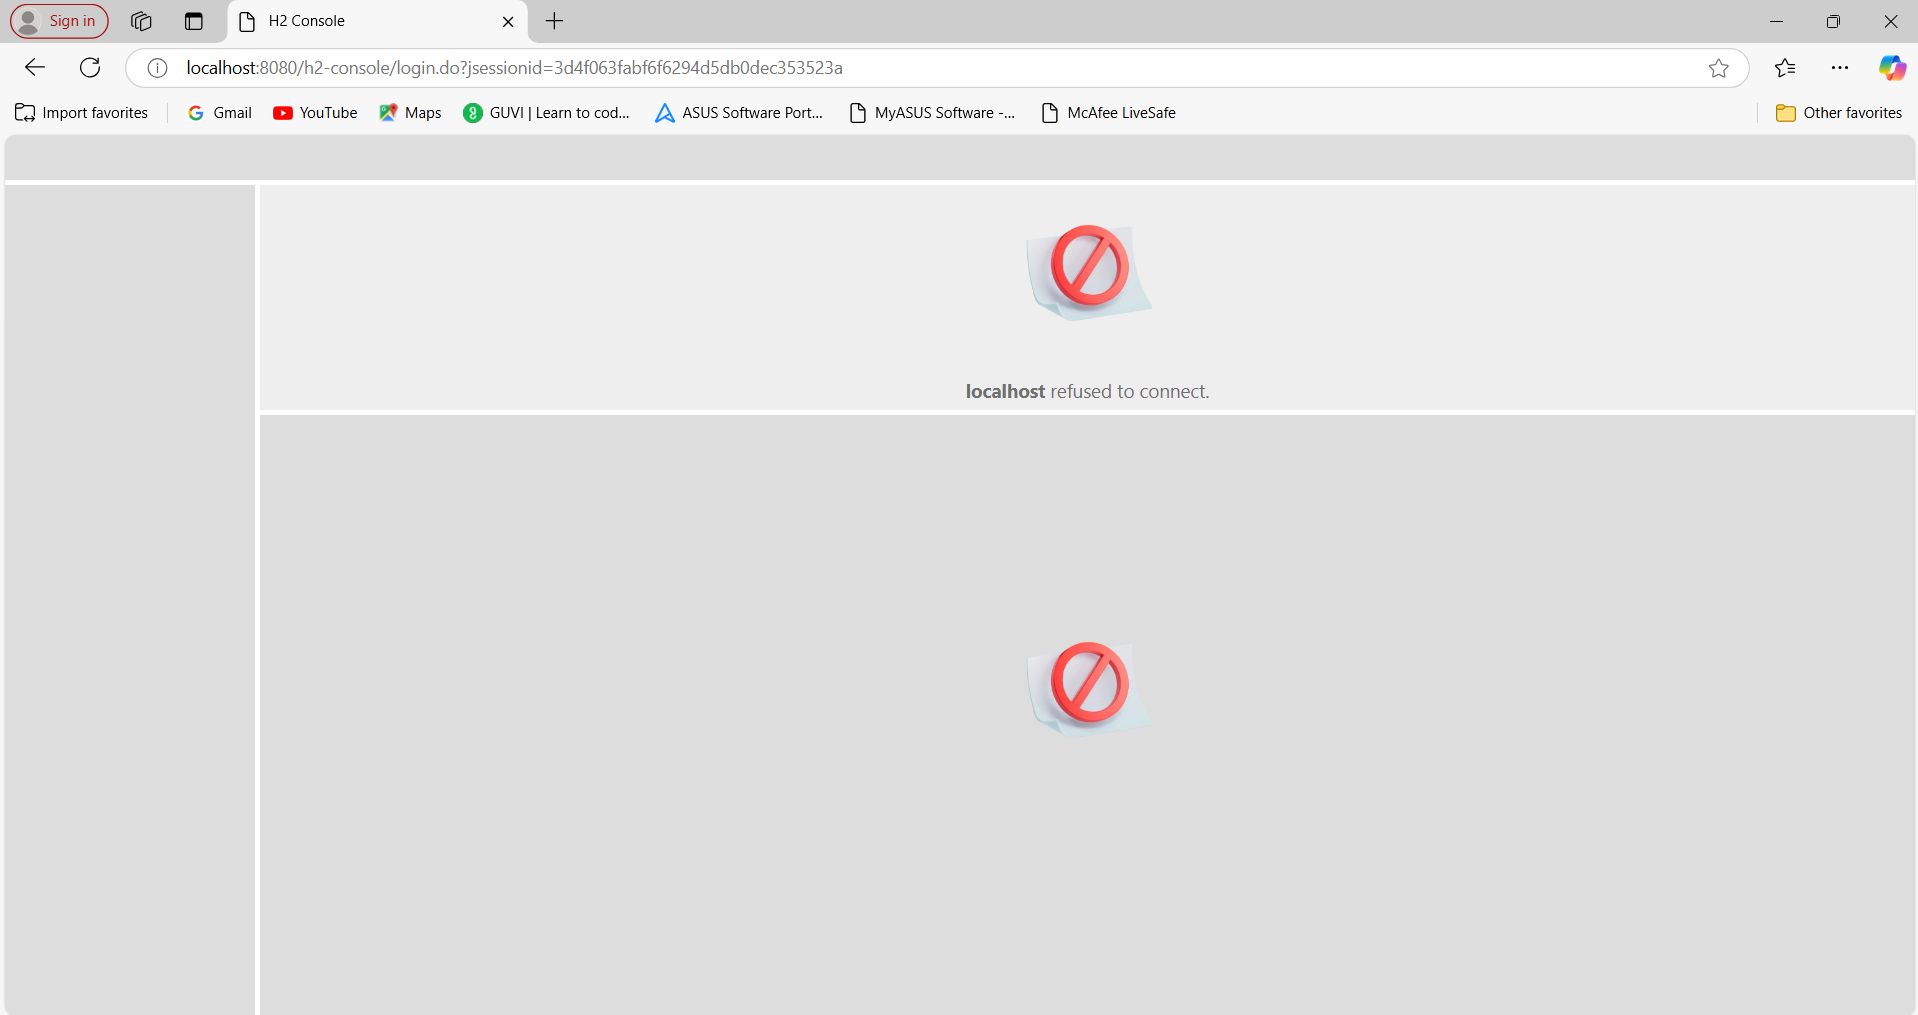 Sign in
H2 Console
localhost:8080/h2-console/login.do?jsessionid=3d4f063fabf6f6294d5db0dec353523a
Import favorites Gmail YouTube Maps GUVI | Learn to cod... ASUS Software Port... MyASUS Software -... McAfee LiveSafe Other favorites
localhost refused to connect.